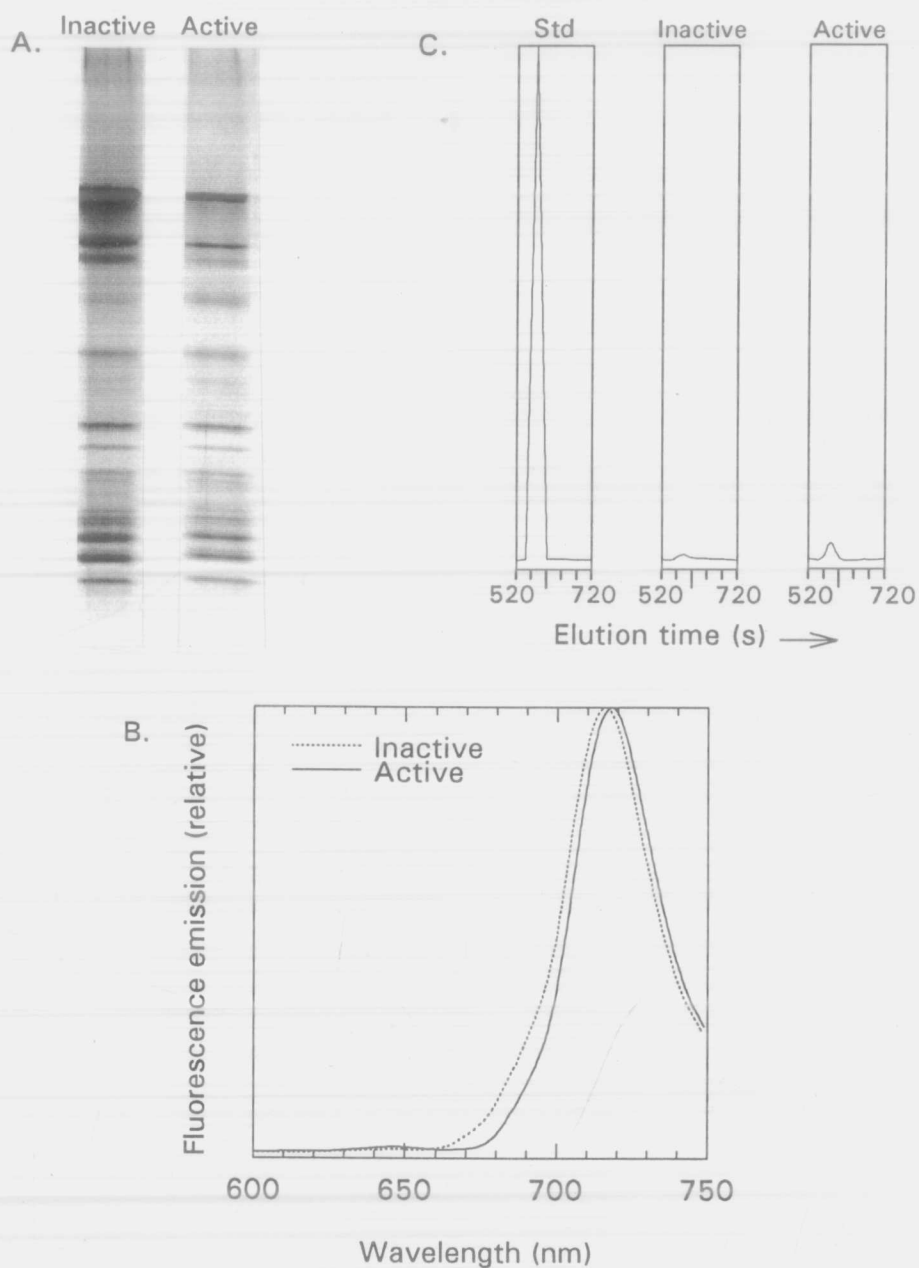 A.
Inactive Active
C.
Std Inactive Active
520 720 520 720 520 720
Elution time (s)
B.
Inactive
Active
Fluorescence emission (relative)
600 650 700 750
Wavelength (nm)